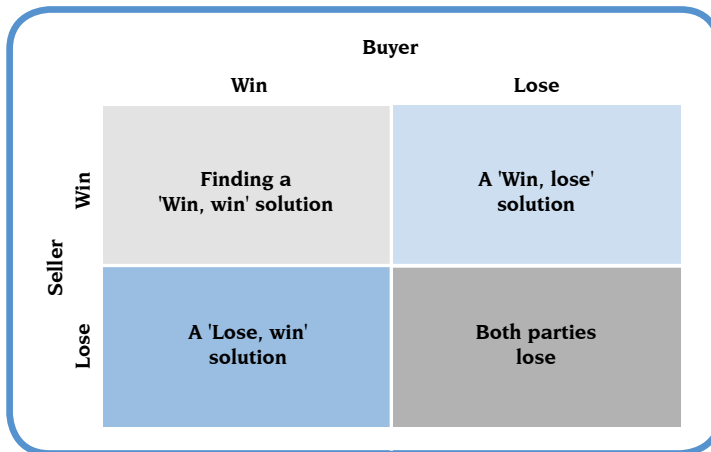 Buyer
Win
Lose
Seller
Win
Finding a
'Win, win' solution
A 'Win, lose'
solution
Lose
A 'Lose, win'
solution
Both parties
lose